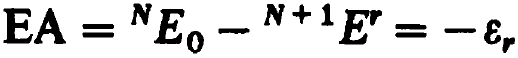 EA = ᴺE₀ − ᴺ⁺¹Eʳ = −εᵣ